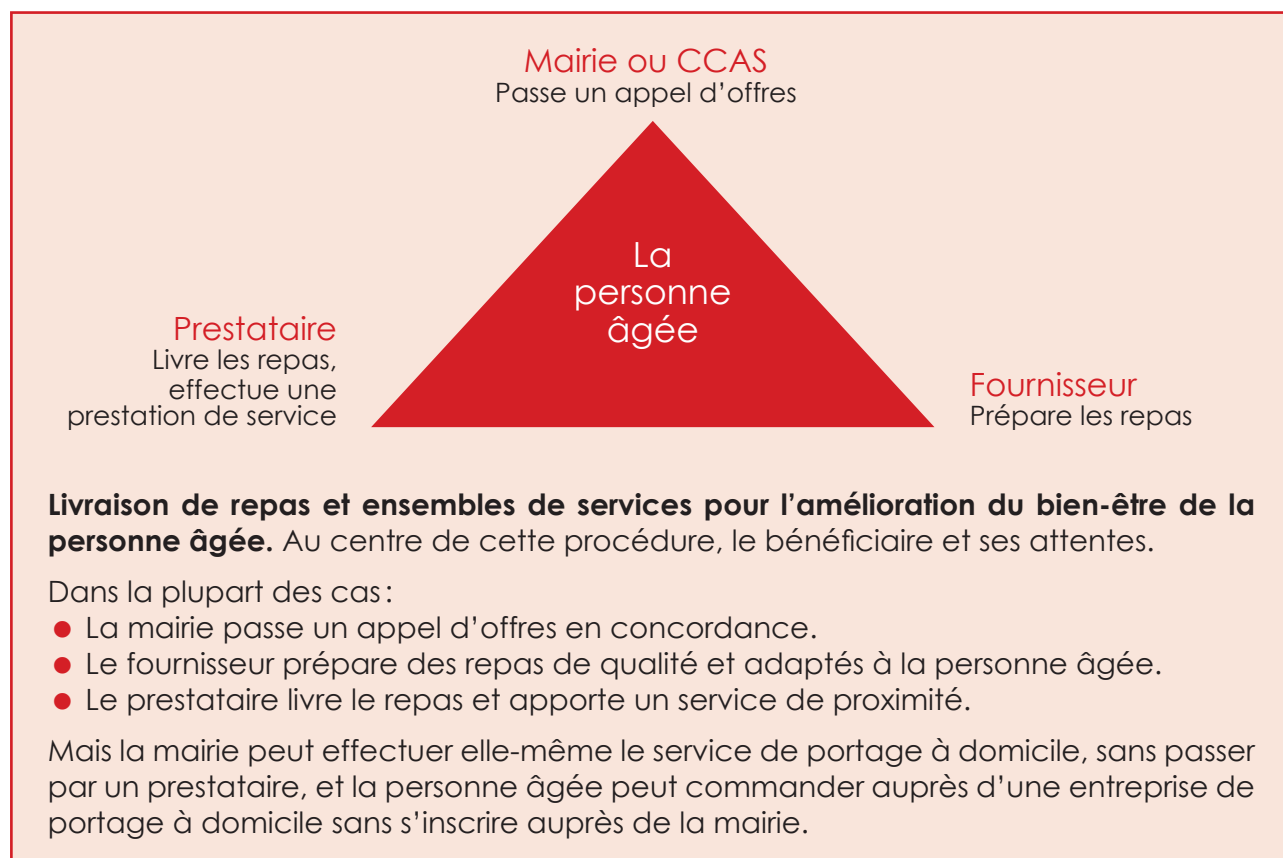 Mairie ou CCAS
Passe un appel d'offres
La
personne
âgée
Prestataire
Livre les repas,
effectue une
prestation de service
Fournisseur
Prépare les repas
Livraison de repas et ensembles de services pour l'amélioration du bien-être de la
personne âgée. Au centre de cette procédure, le bénéficiaire et ses attentes.
Dans la plupart des cas :
● La mairie passe un appel d'offres en concordance.
● Le fournisseur prépare des repas de qualité et adaptés à la personne âgée.
● Le prestataire livre le repas et apporte un service de proximité.
Mais la mairie peut effectuer elle-même le service de portage à domicile, sans passer
par un prestataire, et la personne âgée peut commander auprès d'une entreprise de
portage à domicile sans s'inscrire auprès de la mairie.